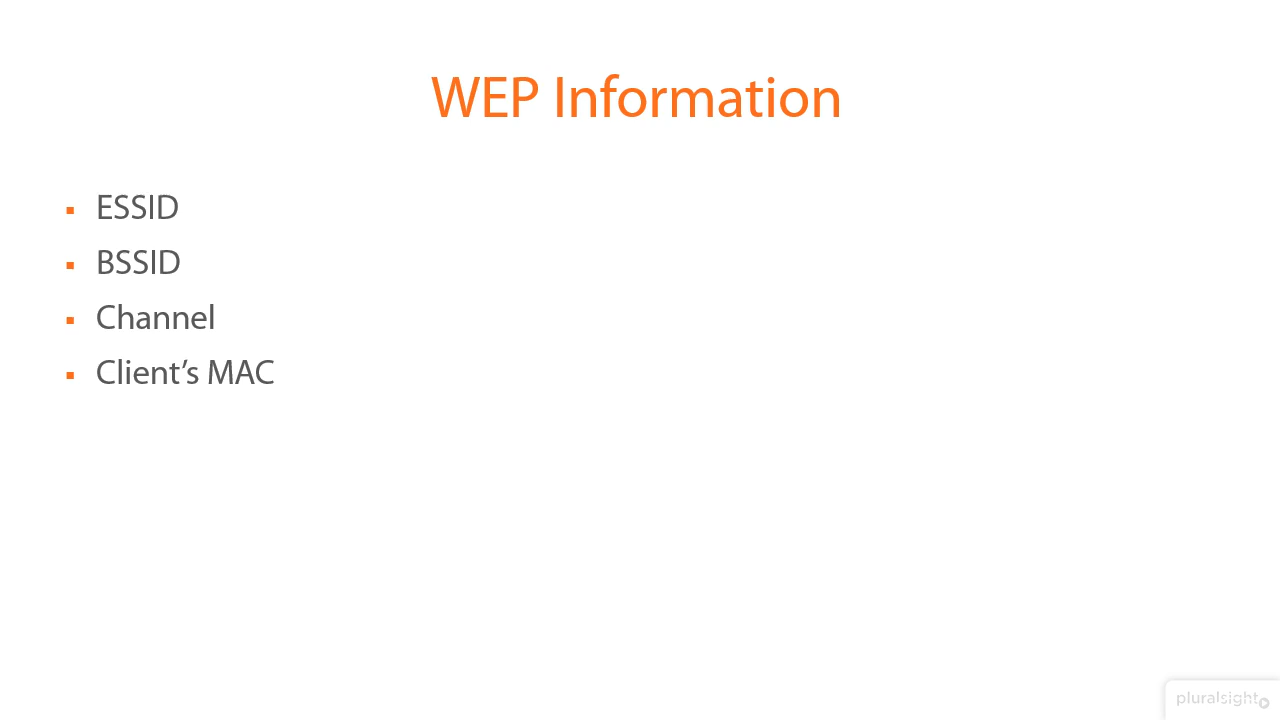 WEP Information
▪ ESSID
▪ BSSID
▪ Channel
▪ Client’s MAC
pluralsight